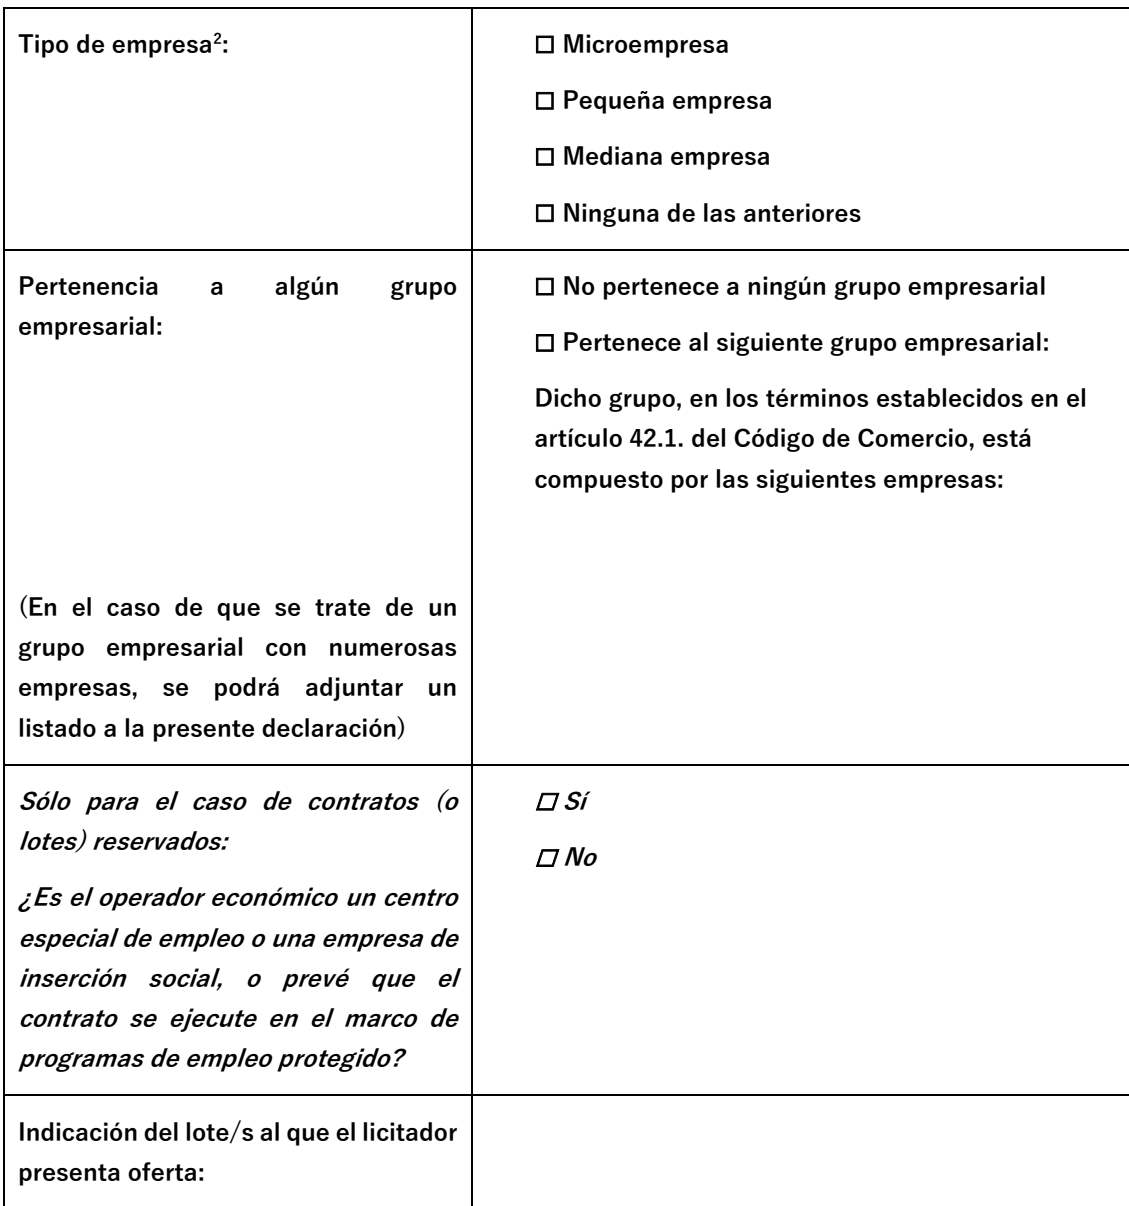 Tipo de empresa²:
☐ Microempresa
☐ Pequeña empresa
☐ Mediana empresa
☐ Ninguna de las anteriores
Pertenencia a algún grupo
empresarial:
(En el caso de que se trate de un
grupo empresarial con numerosas
empresas, se podrá adjuntar un
listado a la presente declaración)
☐ No pertenece a ningún grupo empresarial
☐ Pertenece al siguiente grupo empresarial:
Dicho grupo, en los términos establecidos en el
artículo 42.1. del Código de Comercio, está
compuesto por las siguientes empresas:
Sólo para el caso de contratos (o
lotes) reservados:
¿Es el operador económico un centro
especial de empleo o una empresa de
inserción social, o prevé que el
contrato se ejecute en el marco de
programas de empleo protegido?
☐ Sí
☐ No
Indicación del lote/s al que el licitador
presenta oferta: